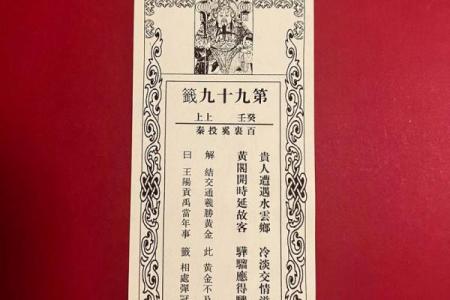 第九十九籤
癸壬 上上
百裏奚投秦
貴人遭遇水雲鄉 冷淡交情
黃閣開時延故客 驊騮應得
解 結交通義勝黃金 此 黃金不及
曰 王陽貢禹當年事 籤 相處彈冠